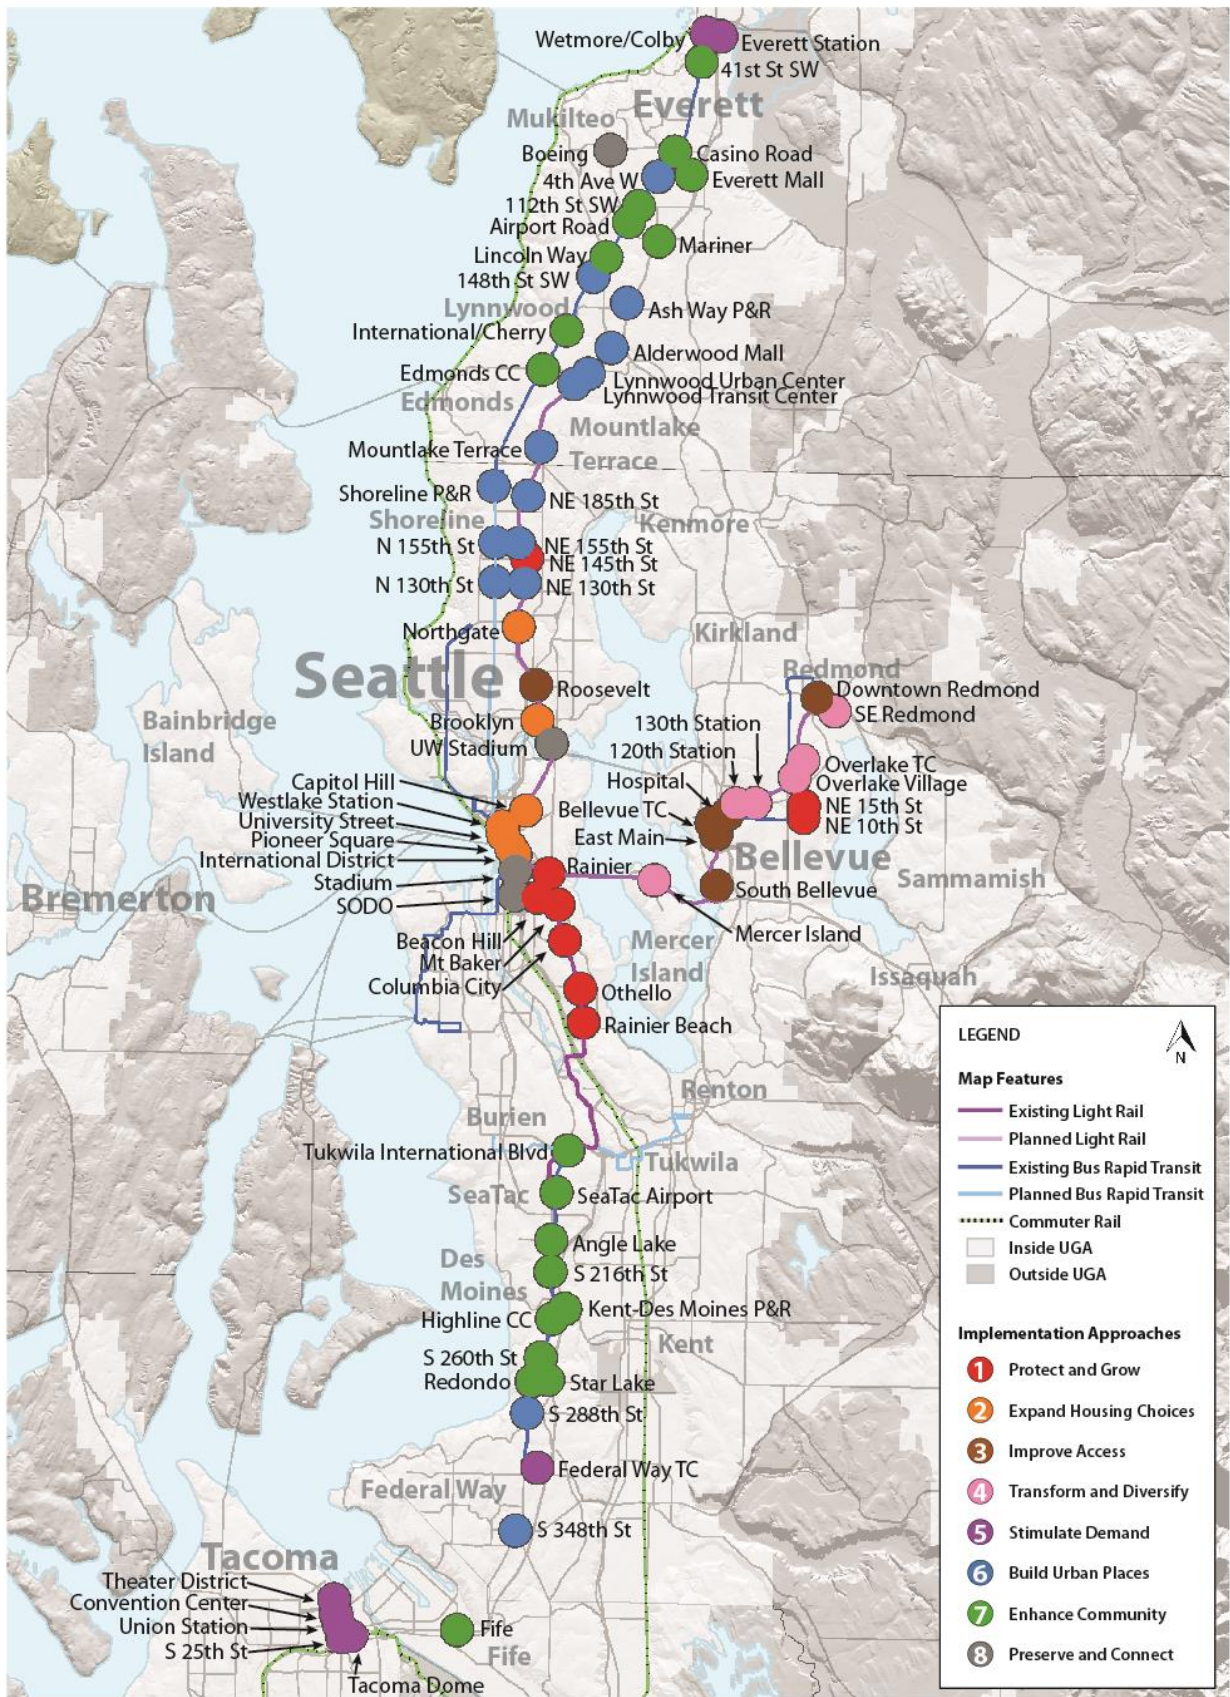 Wetmore/Colby
Everett Station
41st St SW
Everett
Mukilteo
Boeing
Casino Road
4th Ave W
Everett Mall
112th St SW
Airport Road
Mariner
Lincoln Way
148th St SW
Lynnwood
Ash Way P&R
International/Cherry
Alderwood Mall
Edmonds CC
Lynnwood Urban Center
Lynnwood Transit Center
Edmonds
Mountlake
Terrace
Mountlake Terrace
Shoreline P&R
NE 185th St
Shoreline
Kenmore
N 155th St
NE 155th St
NE 145th St
N 130th St
NE 130th St
Northgate
Kirkland
Seattle
Redmond
Roosevelt
Downtown Redmond
SE Redmond
Bainbridge
Island
Brooklyn
130th Station
UW Stadium
120th Station
Overlake TC
Capitol Hill
Hospital
Overlake Village
Westlake Station
Bellevue TC
NE 15th St
University Street
NE 10th St
Pioneer Square
East Main
International District
Rainier
Bellevue
Stadium
South Bellevue
Sammamish
Bremerton
SODO
Mercer Island
Beacon Hill
Mercer
Island
Mt Baker
Columbia City
Issaquah
Othello
Rainier Beach
Renton
Burien
Tukwila International Blvd
Tukwila
SeaTac
SeaTac Airport
Angle Lake
Des
Moines
S 216th St
Kent-Des Moines P&R
Highline CC
Kent
S 260th St
Redondo
Star Lake
S 288th St
Federal Way TC
Federal Way
S 348th St
Tacoma
Theater District
Convention Center
Union Station
S 25th St
Fife
Fife
Tacoma Dome
LEGEND
N
Map Features
Existing Light Rail
Planned Light Rail
Existing Bus Rapid Transit
Planned Bus Rapid Transit
Commuter Rail
Inside UGA
Outside UGA
Implementation Approaches
1 Protect and Grow
2 Expand Housing Choices
3 Improve Access
4 Transform and Diversify
5 Stimulate Demand
6 Build Urban Places
7 Enhance Community
8 Preserve and Connect